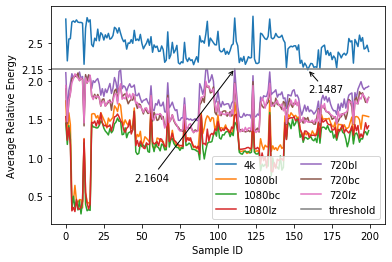 2.5
2.15
2.0
1.5
1.0
0.5
Average Relative Energy
2.1487
2.1604
4k
1080bl
1080bc
1080lz
720bl
720bc
720lz
threshold
0 25 50 75 100 125 150 175 200
Sample ID